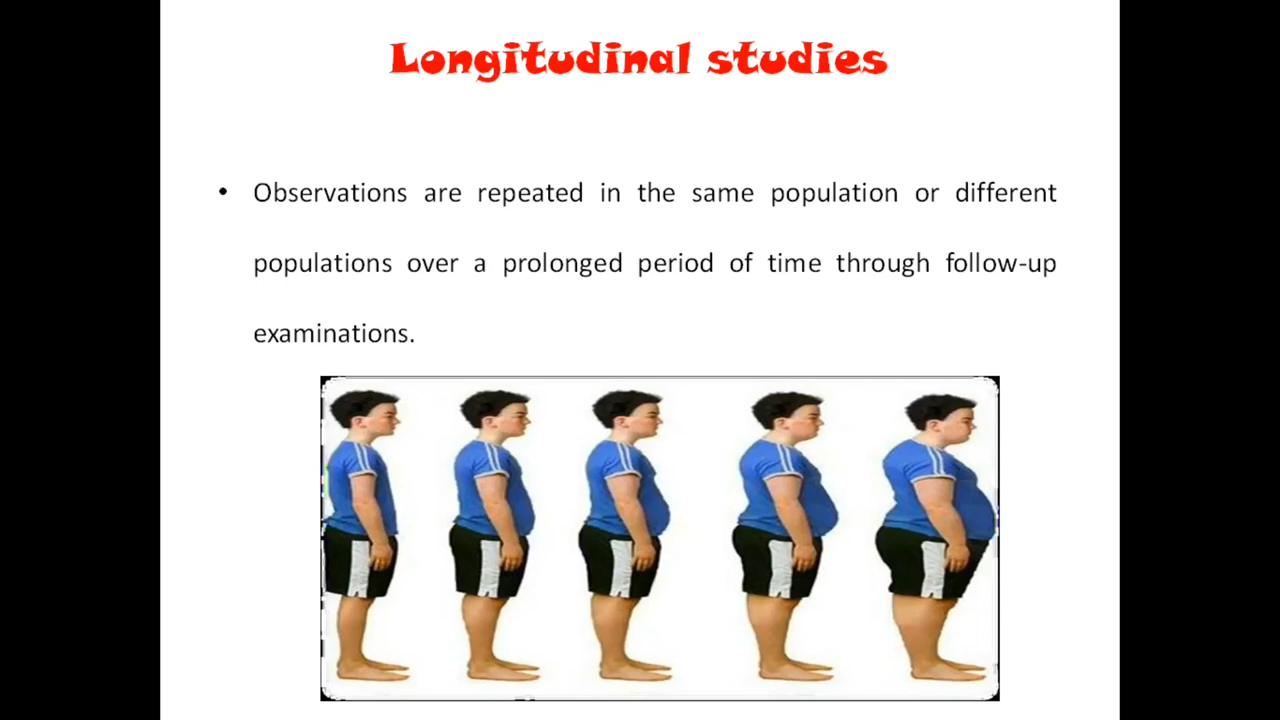 Longitudinal studies
• Observations are repeated in the same population or different
populations over a prolonged period of time through follow-up
examinations.